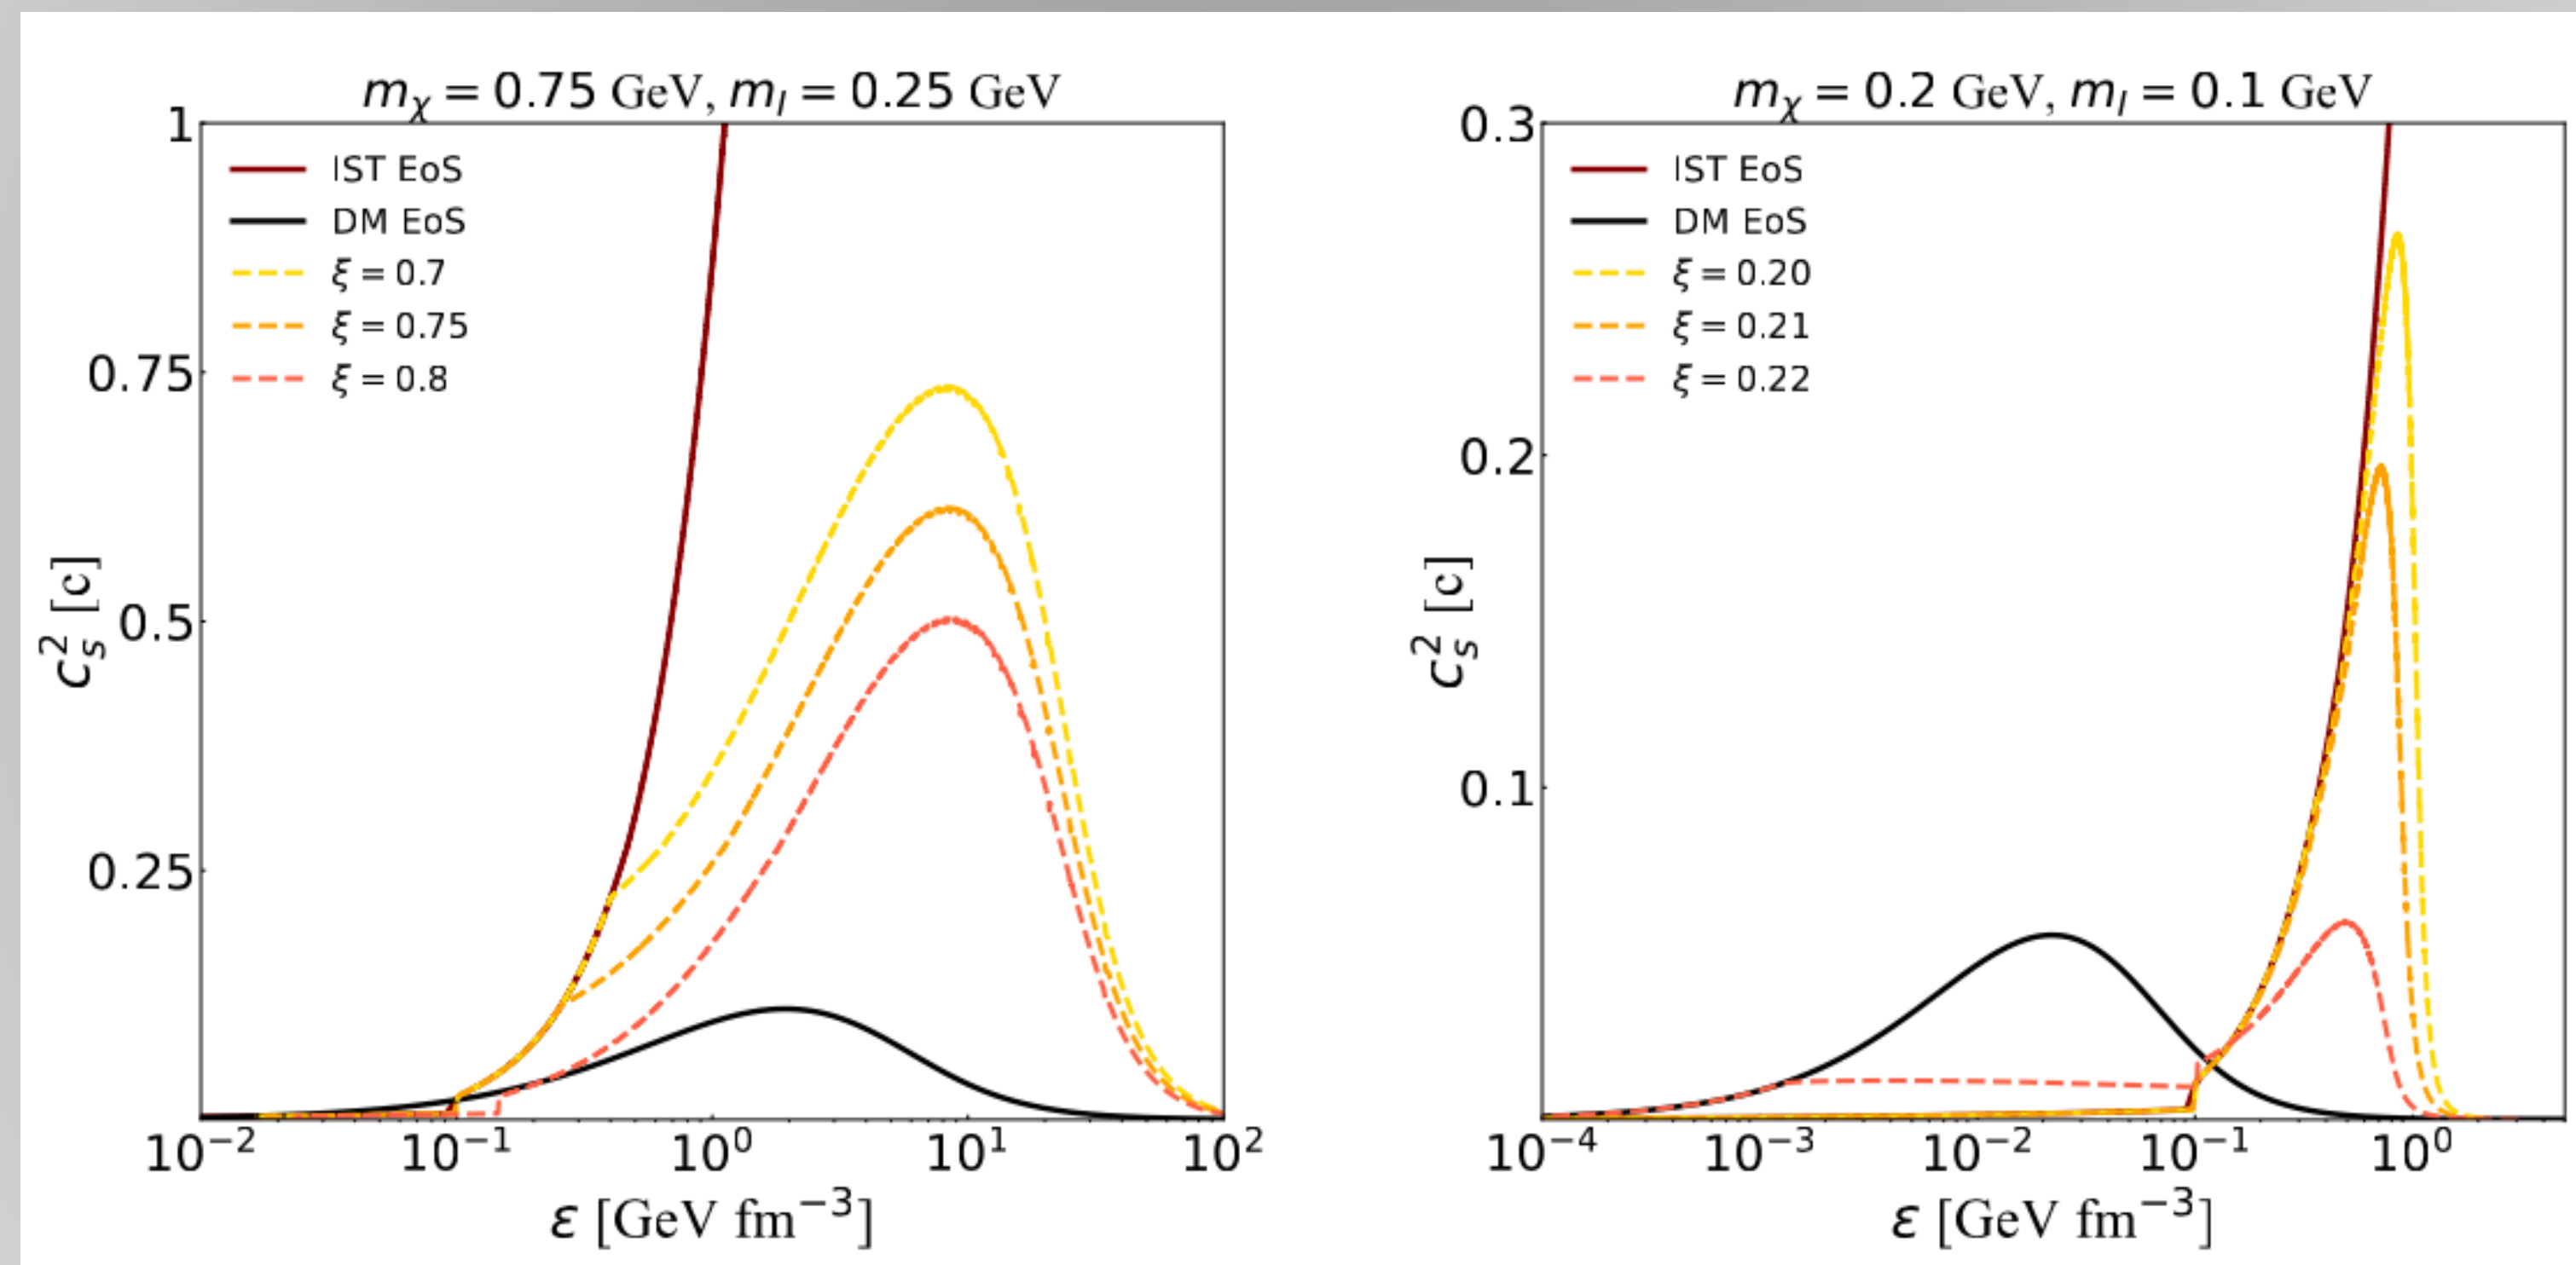 m_χ = 0.75 GeV, m_I = 0.25 GeV
1
0.75
0.5
0.25
c_s^2 [c]
IST EoS
DM EoS
ξ = 0.7
ξ = 0.75
ξ = 0.8
10^−2 10^−1 10^0 10^1 10^2
ε [GeV fm^−3]
m_χ = 0.2 GeV, m_I = 0.1 GeV
0.3
0.2
0.1
c_s^2 [c]
IST EoS
DM EoS
ξ = 0.20
ξ = 0.21
ξ = 0.22
10^−4 10^−3 10^−2 10^−1 10^0
ε [GeV fm^−3]